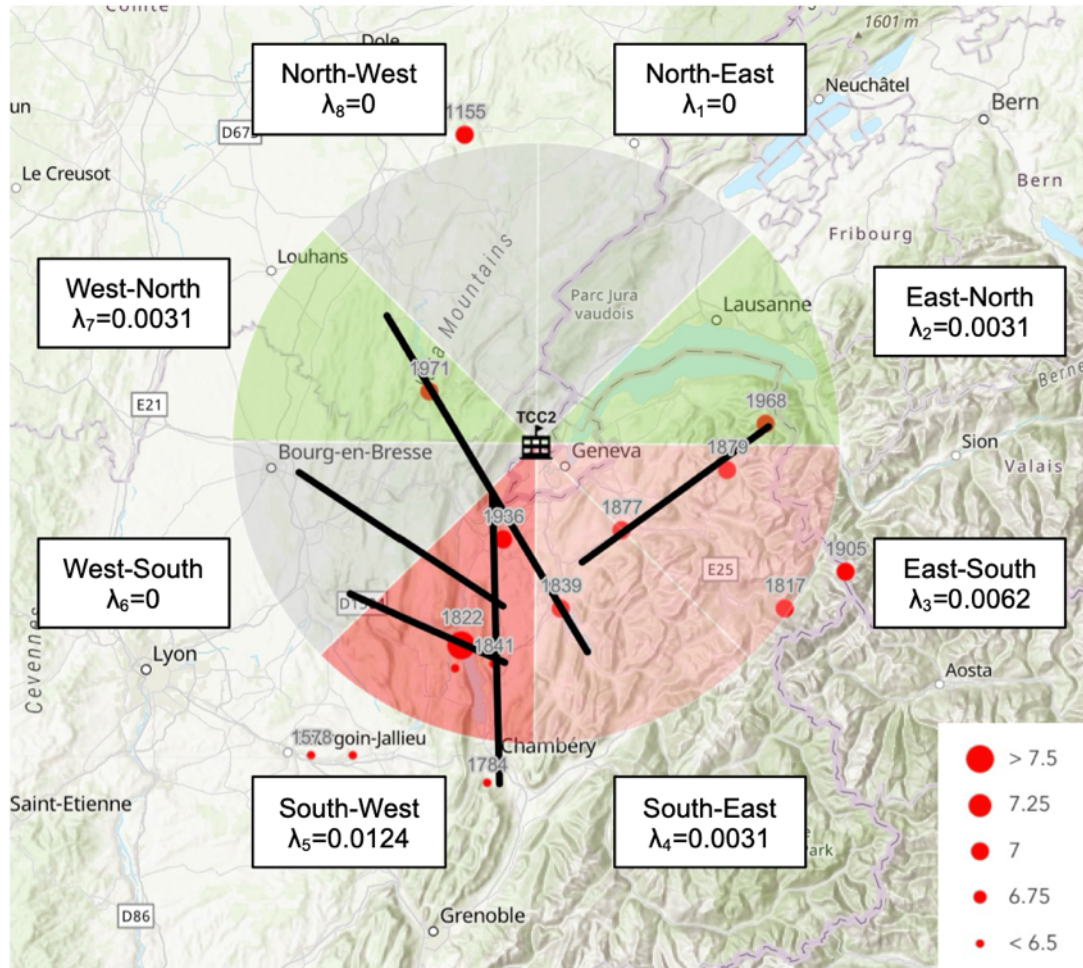 Comité
1601 m
Dole
North-West
λ₈=0
North-East
λ₁=0
Neuchâtel
Bern
1155
D673
un
Le Creusot
Bern
Fribourg
Louhans
West-North
λ₇=0.0031
Mountains
Parc Jura
vaudois
Lausanne
East-North
λ₂=0.0031
Berne
1971
E21
1968
TCC2
Bourg-en-Bresse
Geneva
1879
Sion
Valais
1936
1877
West-South
λ₆=0
E25
1905
East-South
λ₃=0.0062
1839
1817
1822
1841
Cevennes
Lyon
Aosta
1578
goin-Jallieu
Chambéry
1784
> 7.5
Saint-Etienne
South-West
λ₅=0.0124
South-East
λ₄=0.0031
ark
7.25
7
6.75
< 6.5
D86
Grenoble